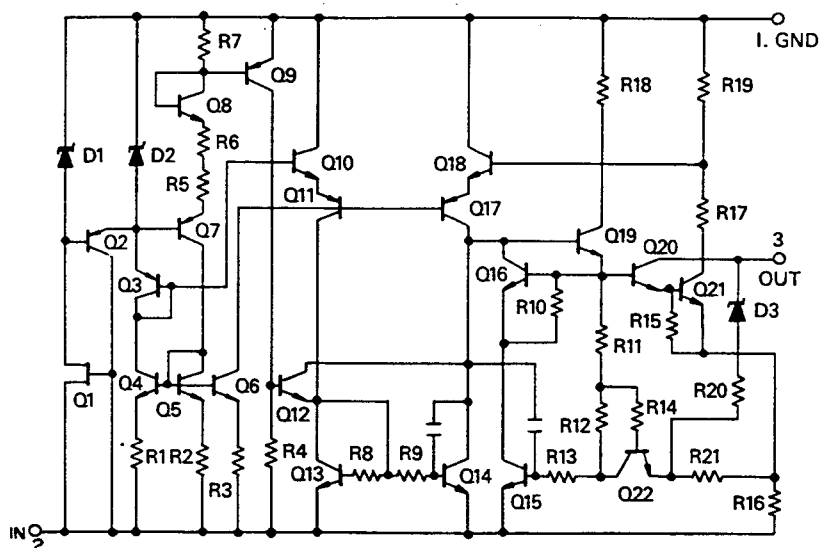 R7
I. GND
Q9
R18
R19
Q8
R6
D1
D2
Q10
Q18
R5
Q11
R17
Q2
Q7
Q17
Q19
Q20
3
Q3
Q16
OUT
Q21
R10
D3
R15
R11
Q4
Q5
Q6
Q12
R20
Q1
R12
R14
R1
R2
R4
R8
R9
R3
Q13
Q14
R13
R21
Q15
Q22
R16
IN
2